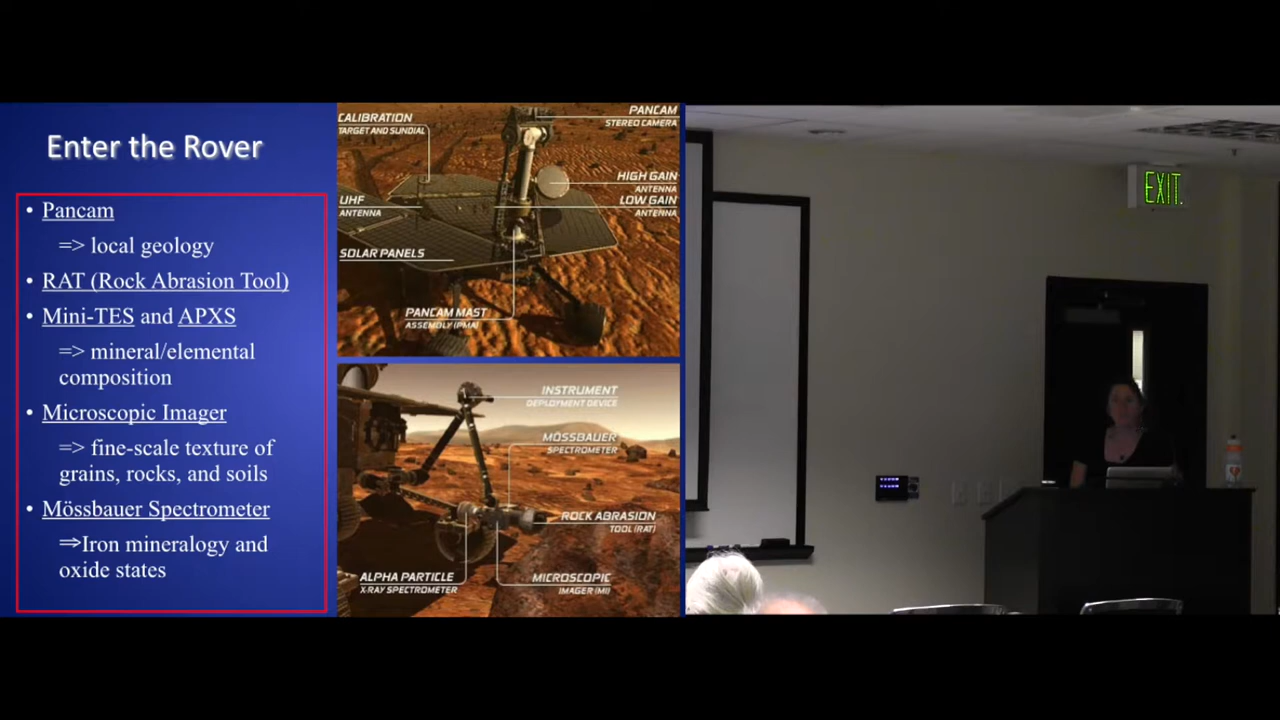 Enter the Rover
• Pancam
=> local geology
• RAT (Rock Abrasion Tool)
• Mini-TES and APXS
=> mineral/elemental
composition
• Microscopic Imager
=> fine-scale texture of
grains, rocks, and soils
• Mössbauer Spectrometer
⇒Iron mineralogy and
oxide states
CALIBRATION
TARGET AND SUNDIAL
PANCAM
STEREO CAMERA
HIGH GAIN
ANTENNA
UHF
ANTENNA
LOW GAIN
ANTENNA
SOLAR PANELS
PANCAM MAST
ASSEMBLY (PMA)
INSTRUMENT
DEPLOYMENT DEVICE
MÖSSBAUER
SPECTROMETER
ROCK ABRASION
TOOL (RAT)
ALPHA PARTICLE
X-RAY SPECTROMETER
MICROSCOPIC
IMAGER (MI)
EXIT